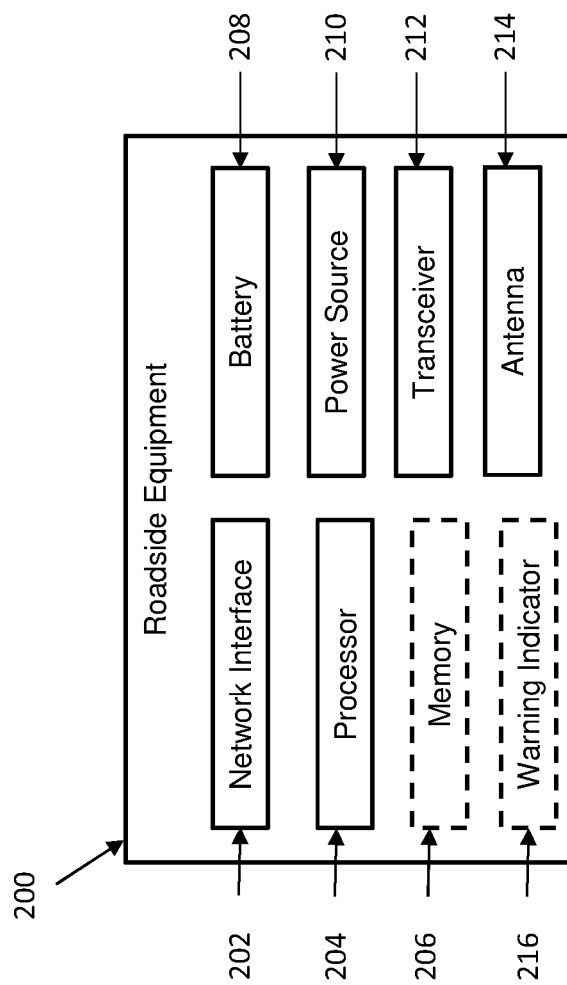 200
Roadside Equipment
202
Network Interface
Battery
208
204
Processor
Power Source
210
206
Memory
Transceiver
212
216
Warning Indicator
Antenna
214